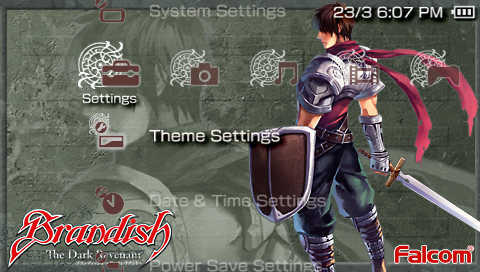 System Settings
23/3 6:07 PM
Settings
Theme Settings
Date & Time Settings
Brandish
The Dark Revenant
Falcom
Power Save Settings